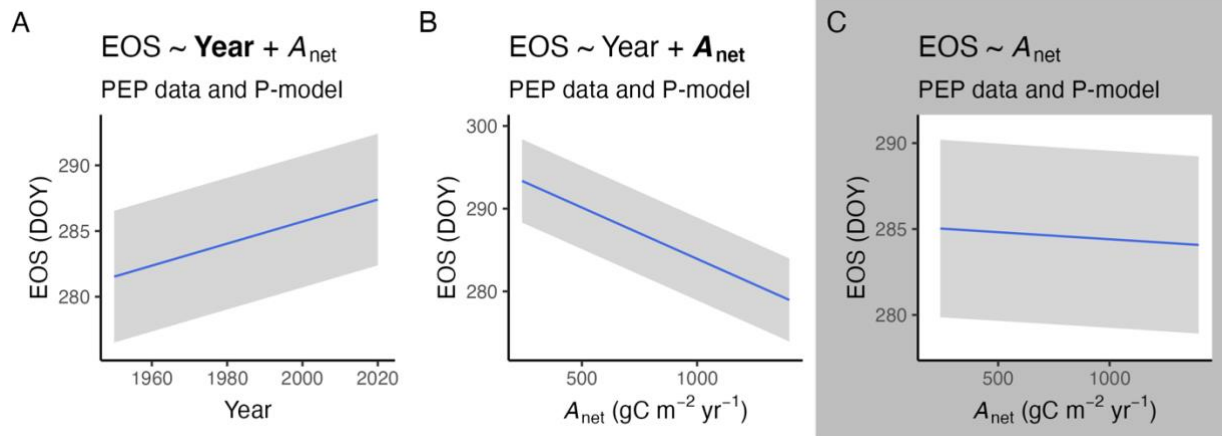 A
EOS ~ Year + Anet
PEP data and P-model
EOS (DOY)
290
285
280
1960
1980
2000
2020
Year
B
EOS ~ Year + Anet
PEP data and P-model
EOS (DOY)
300
290
280
500
1000
Anet (gC m⁻² yr⁻¹)
C
EOS ~ Anet
PEP data and P-model
EOS (DOY)
290
285
280
500
1000
Anet (gC m⁻² yr⁻¹)